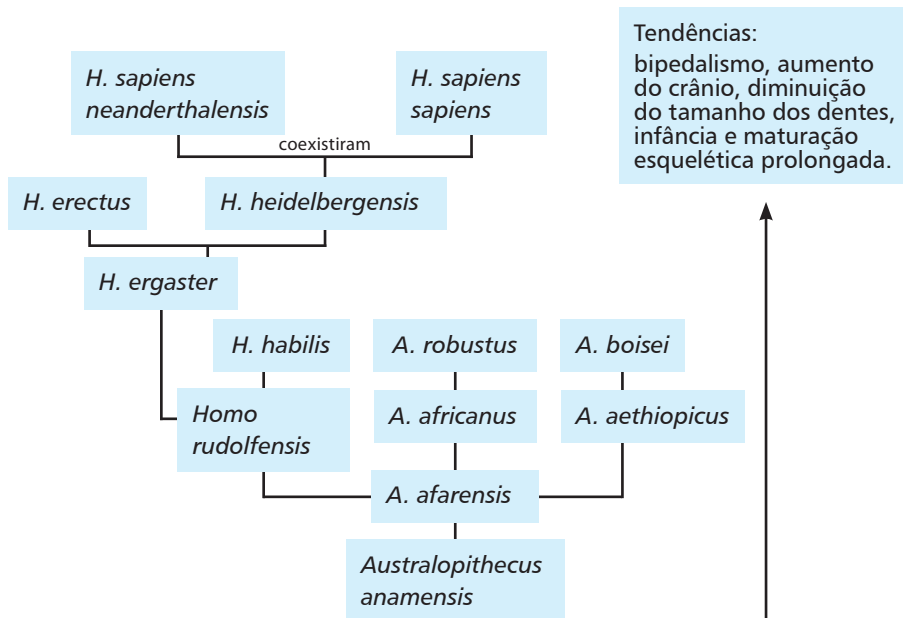 Tendências:
bipedalismo, aumento
do crânio, diminuição
do tamanho dos dentes,
infância e maturação
esquelética prolongada.
H. sapiens
neanderthalensis
H. sapiens
sapiens
coexistiram
H. erectus
H. heidelbergensis
H. ergaster
H. habilis
A. robustus
A. boisei
Homo
rudolfensis
A. africanus
A. aethiopicus
A. afarensis
Australopithecus
anamensis